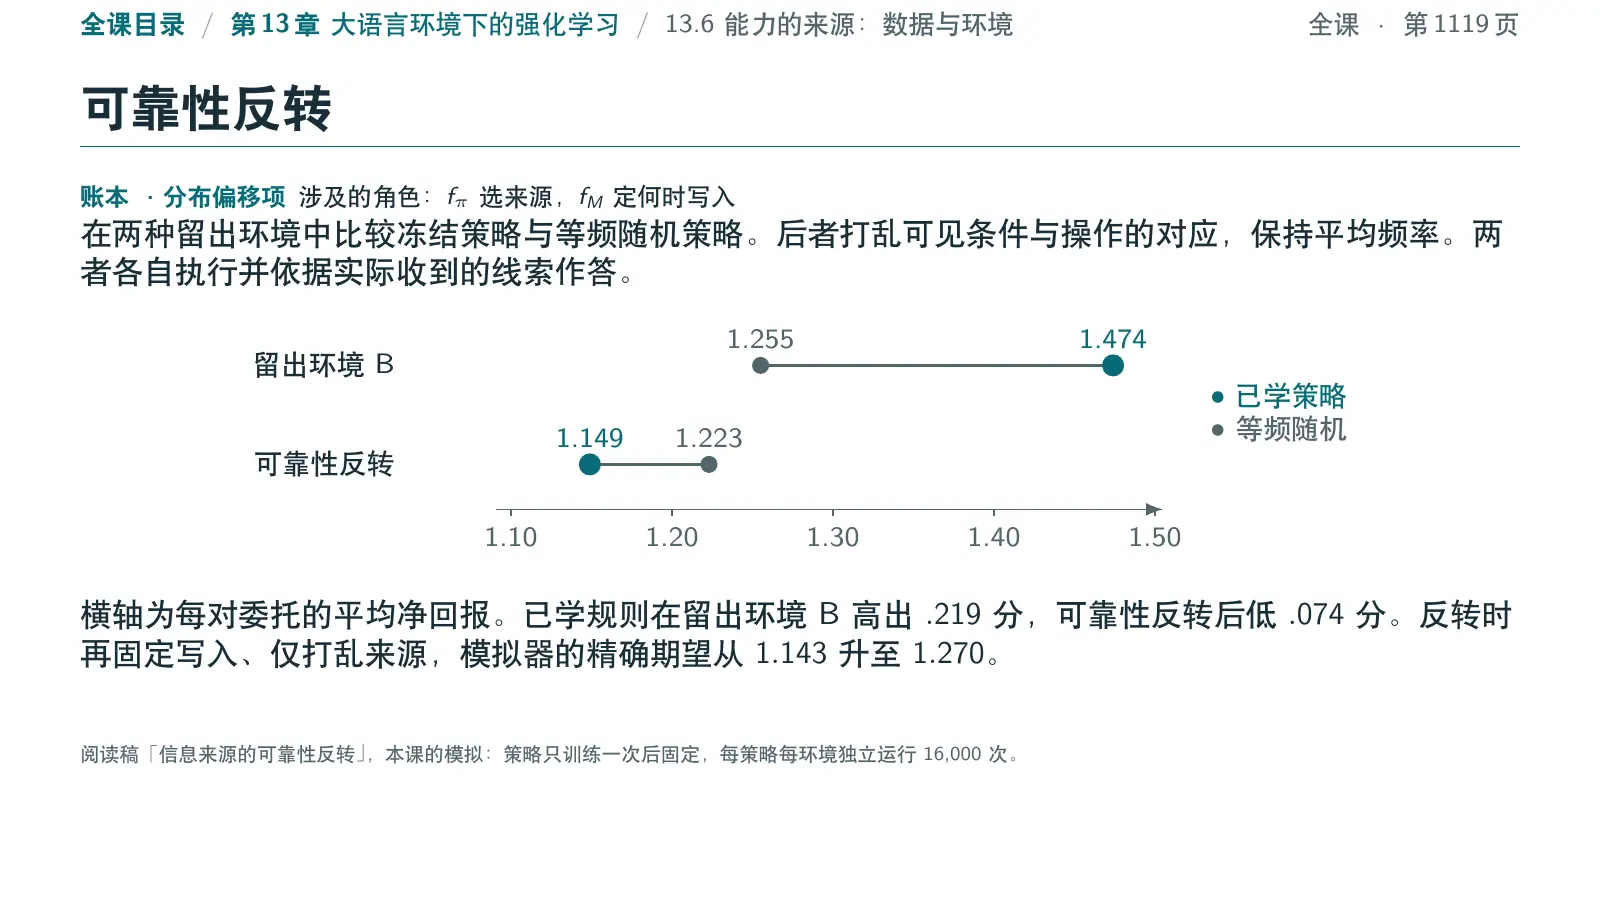 全课目录 / 第 13 章 大语言环境下的强化学习 / 13.6 能力的来源：数据与环境
全课 · 第 1119 页
可靠性反转
账本 · 分布偏移项 涉及的角色：fπ 选来源，fM 定何时写入
在两种留出环境中比较冻结策略与等频随机策略。后者打乱可见条件与操作的对应，保持平均频率。两
者各自执行并依据实际收到的线索作答。
1.255 1.474
留出环境 B
已学策略
等频随机
1.149 1.223
可靠性反转
1.10 1.20 1.30 1.40 1.50
横轴为每对委托的平均净回报。已学规则在留出环境 B 高出 .219 分，可靠性反转后低 .074 分。反转时
再固定写入、仅打乱来源，模拟器的精确期望从 1.143 升至 1.270。
阅读稿「信息来源的可靠性反转」，本课的模拟：策略只训练一次后固定，每策略每环境独立运行 16,000 次。